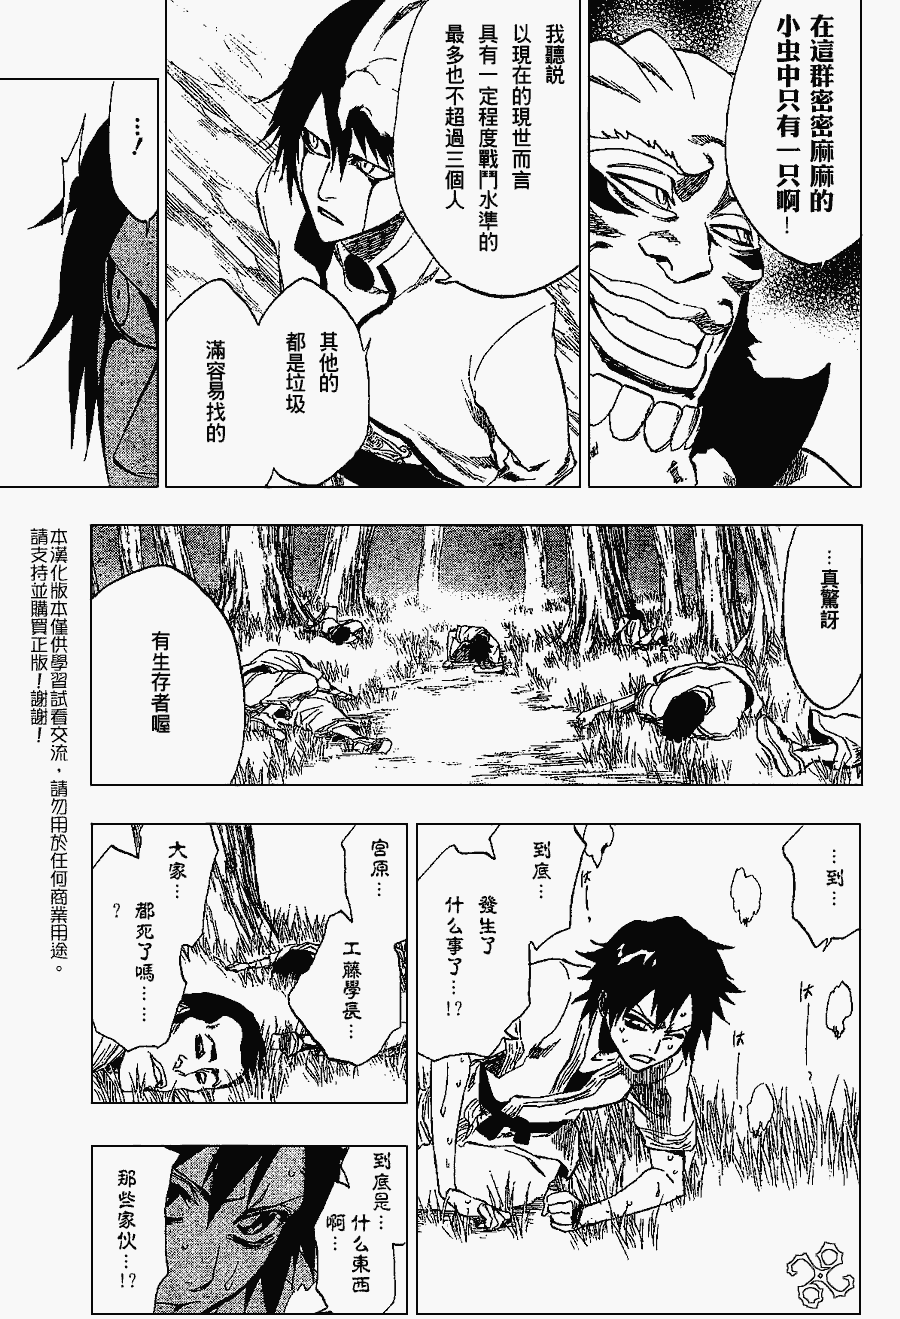 在這群密密麻麻的
小虫中只有一只啊！
我聽説
以現在的現世而言
具有一定程度戰鬥水準的
最多也不超過三個人
其他的
都是垃圾
滿容易找的
…！
…真驚訝
有生存者喔
…到…
到底…
發生了
什么事了…!?
宮原…
工藤學長…
大家…
都死了嗎……
？
到底是…
什么東西
啊…
那些家伙…!?
本漢化版本僅供學習試看交流，請勿用於任何商業用途。
請支持並購買正版！謝謝！